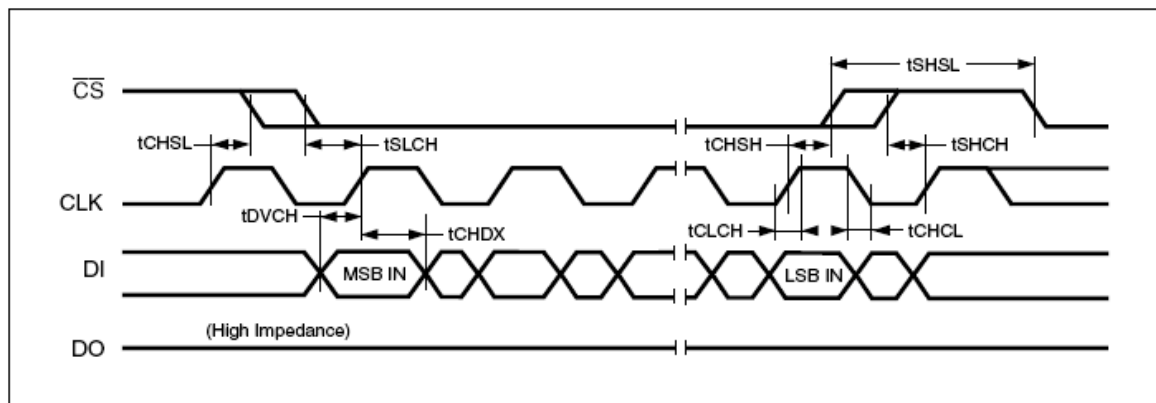 tSHSL
CS
tCHSL
tSLCH
tCHSH
tSHCH
CLK
tDVCH
tCHDX
tCLCH
tCHCL
DI
MSB IN
LSB IN
(High Impedance)
DO